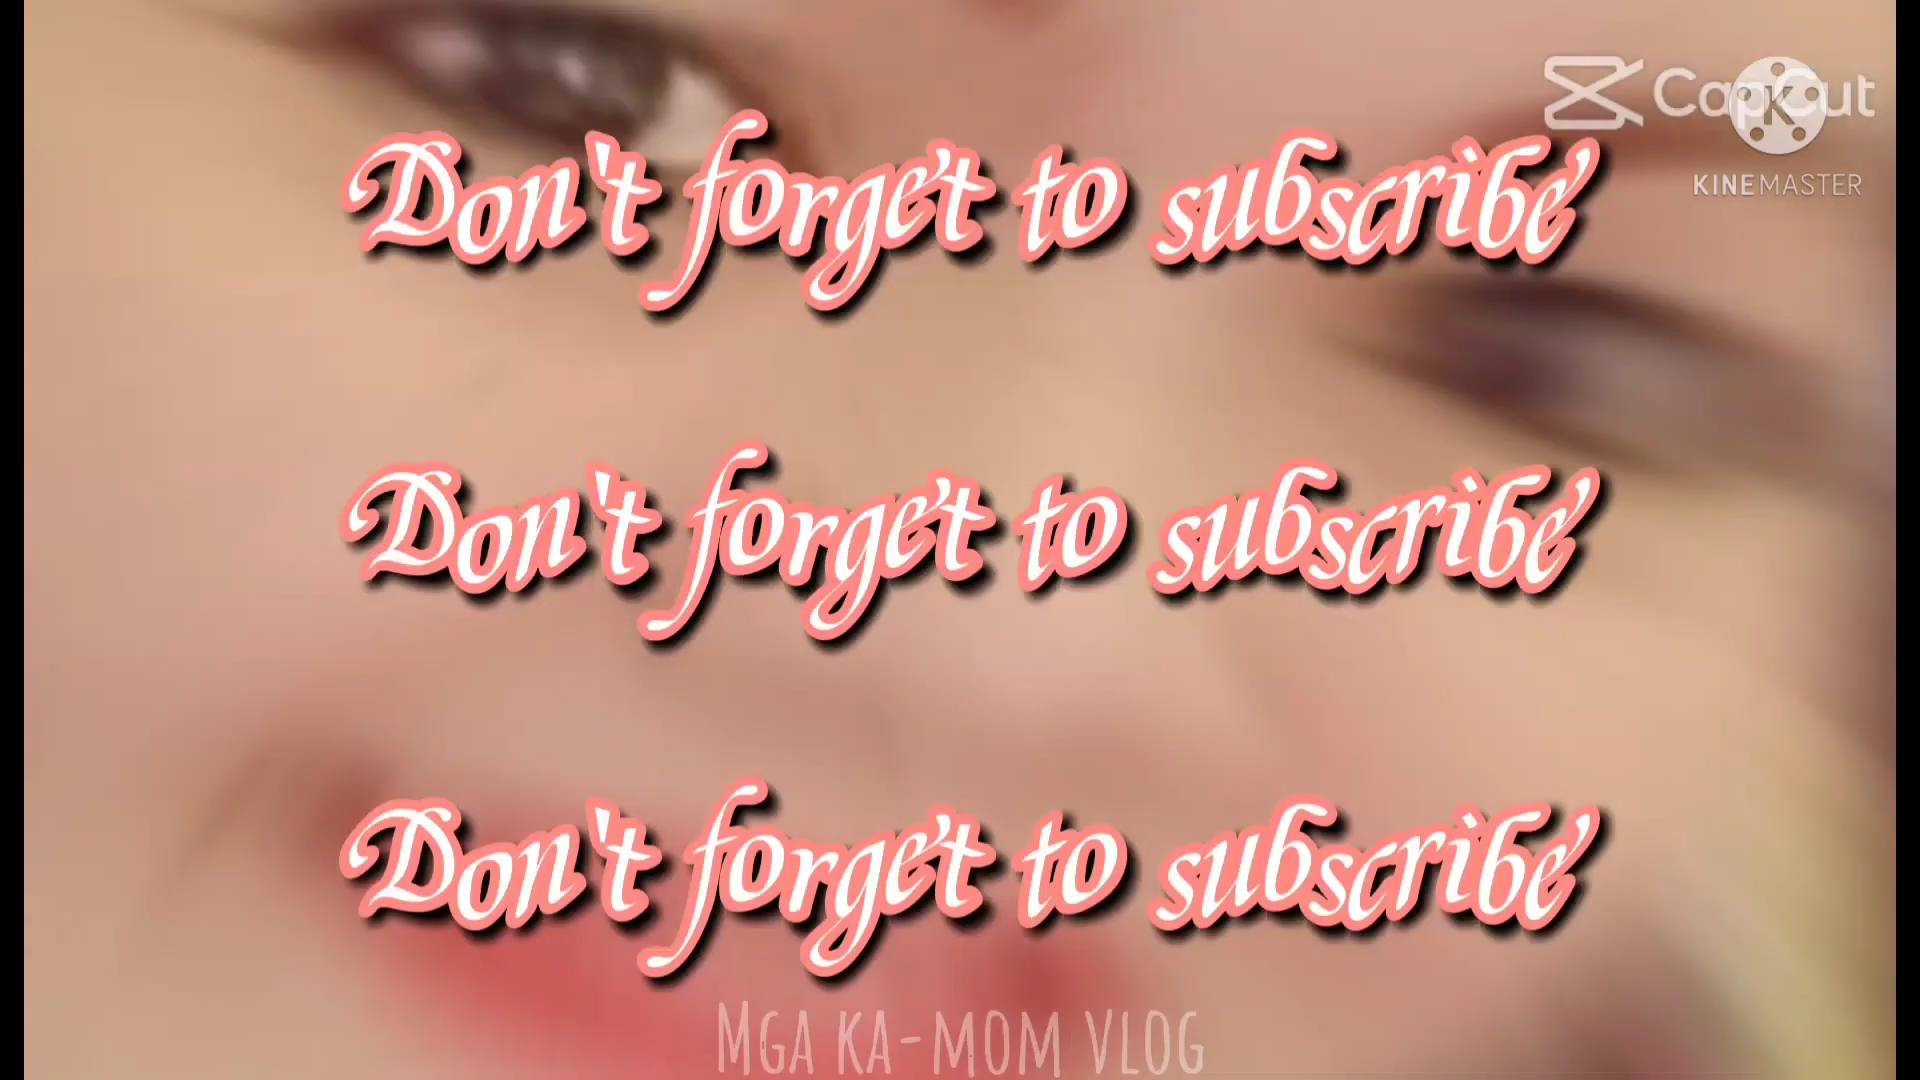 CapCut
K
KINEMASTER
Don't forget to subscribe
Don't forget to subscribe
Don't forget to subscribe
MGA KA-MOM VLOG